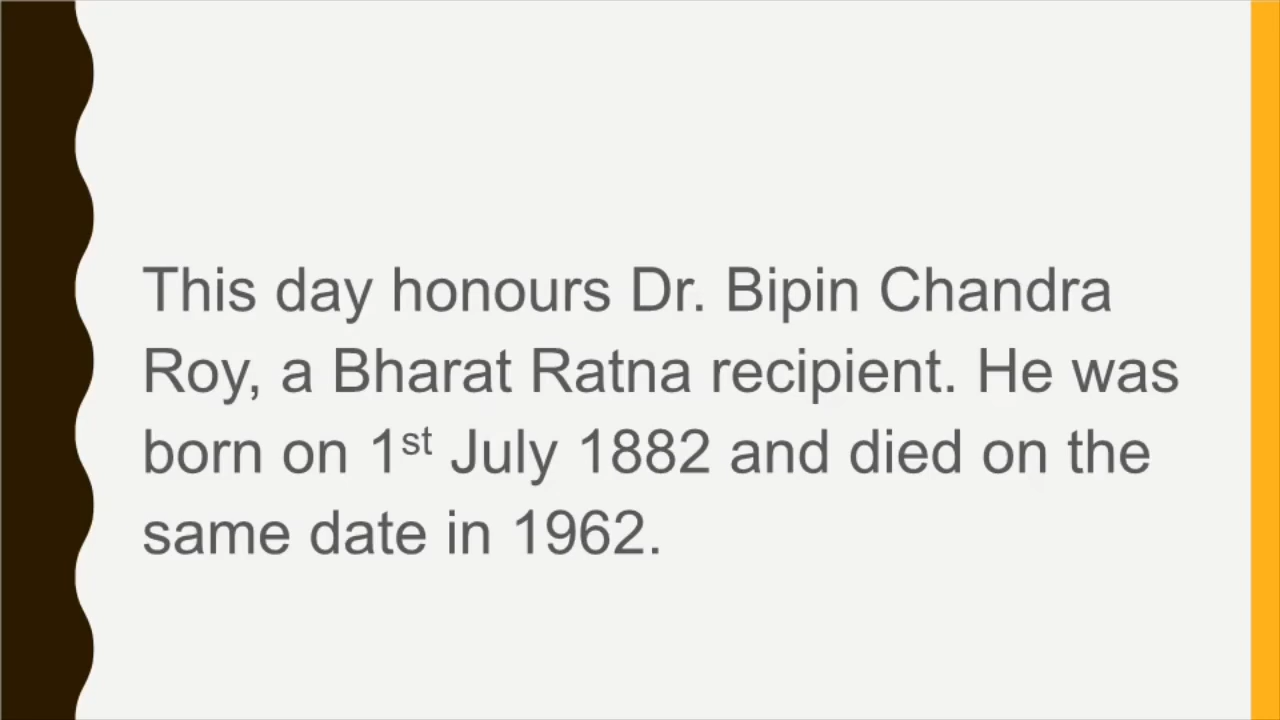 This day honours Dr. Bipin Chandra
Roy, a Bharat Ratna recipient. He was
born on 1st July 1882 and died on the
same date in 1962.